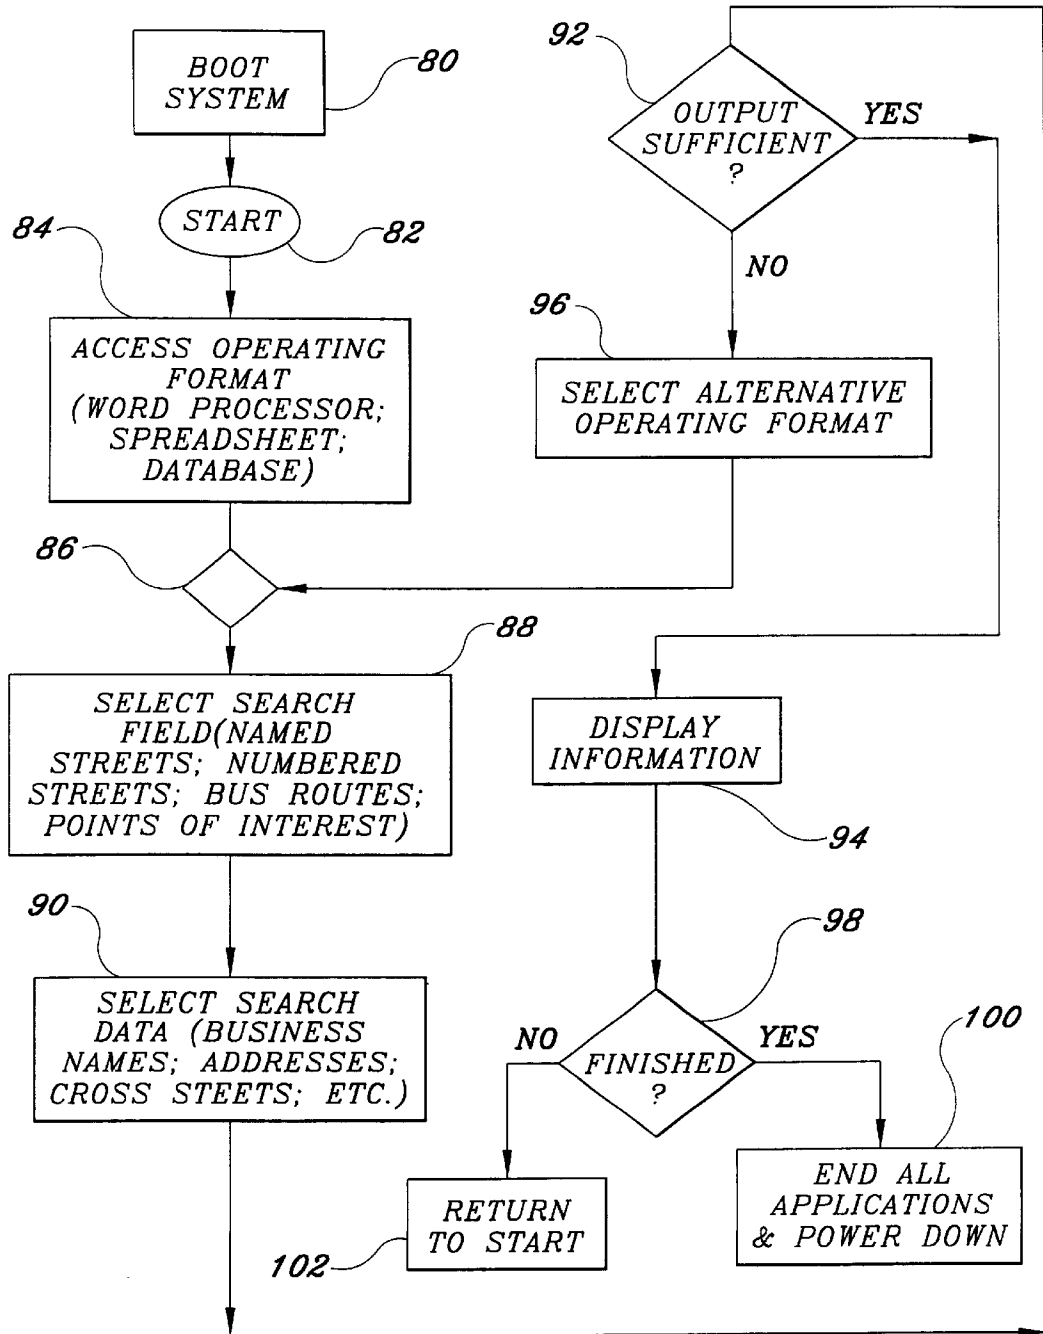 80
BOOT
SYSTEM
START
82
84
ACCESS OPERATING
FORMAT
(WORD PROCESSOR;
SPREADSHEET;
DATABASE)
86
88
SELECT SEARCH
FIELD(NAMED
STREETS; NUMBERED
STREETS; BUS ROUTES;
POINTS OF INTEREST)
90
SELECT SEARCH
DATA (BUSINESS
NAMES; ADDRESSES;
CROSS STEETS; ETC.)
92
OUTPUT
SUFFICIENT
?
YES
NO
96
SELECT ALTERNATIVE
OPERATING FORMAT
DISPLAY
INFORMATION
94
98
FINISHED
?
NO
YES
100
RETURN
TO START
102
END ALL
APPLICATIONS
& POWER DOWN